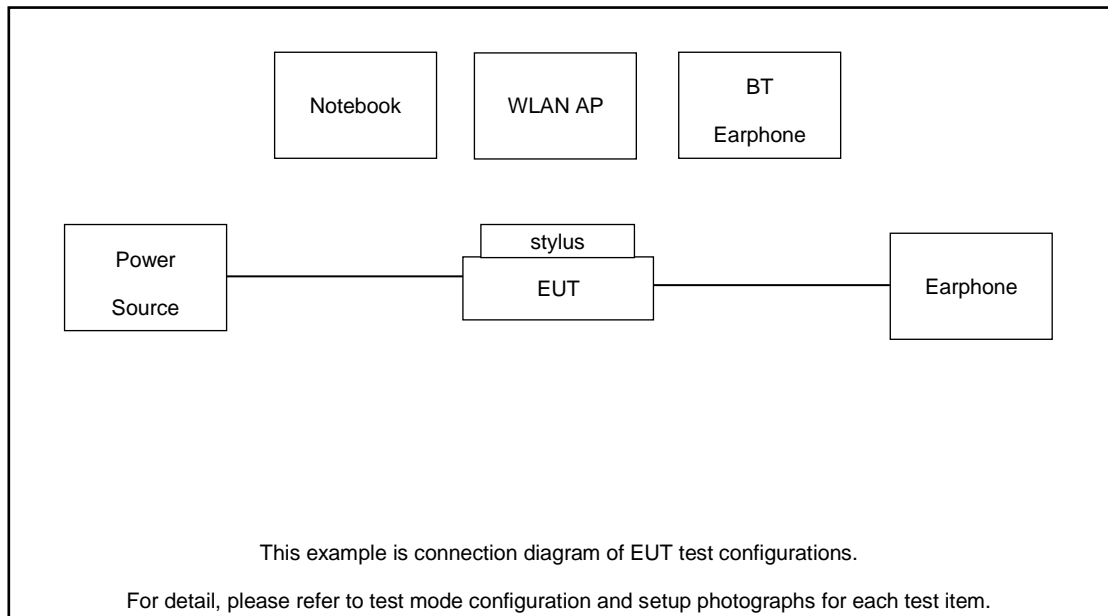 Notebook
WLAN AP
BT
Earphone
stylus
Power
Source
EUT
Earphone
This example is connection diagram of EUT test configurations.
For detail, please refer to test mode configuration and setup photographs for each test item.